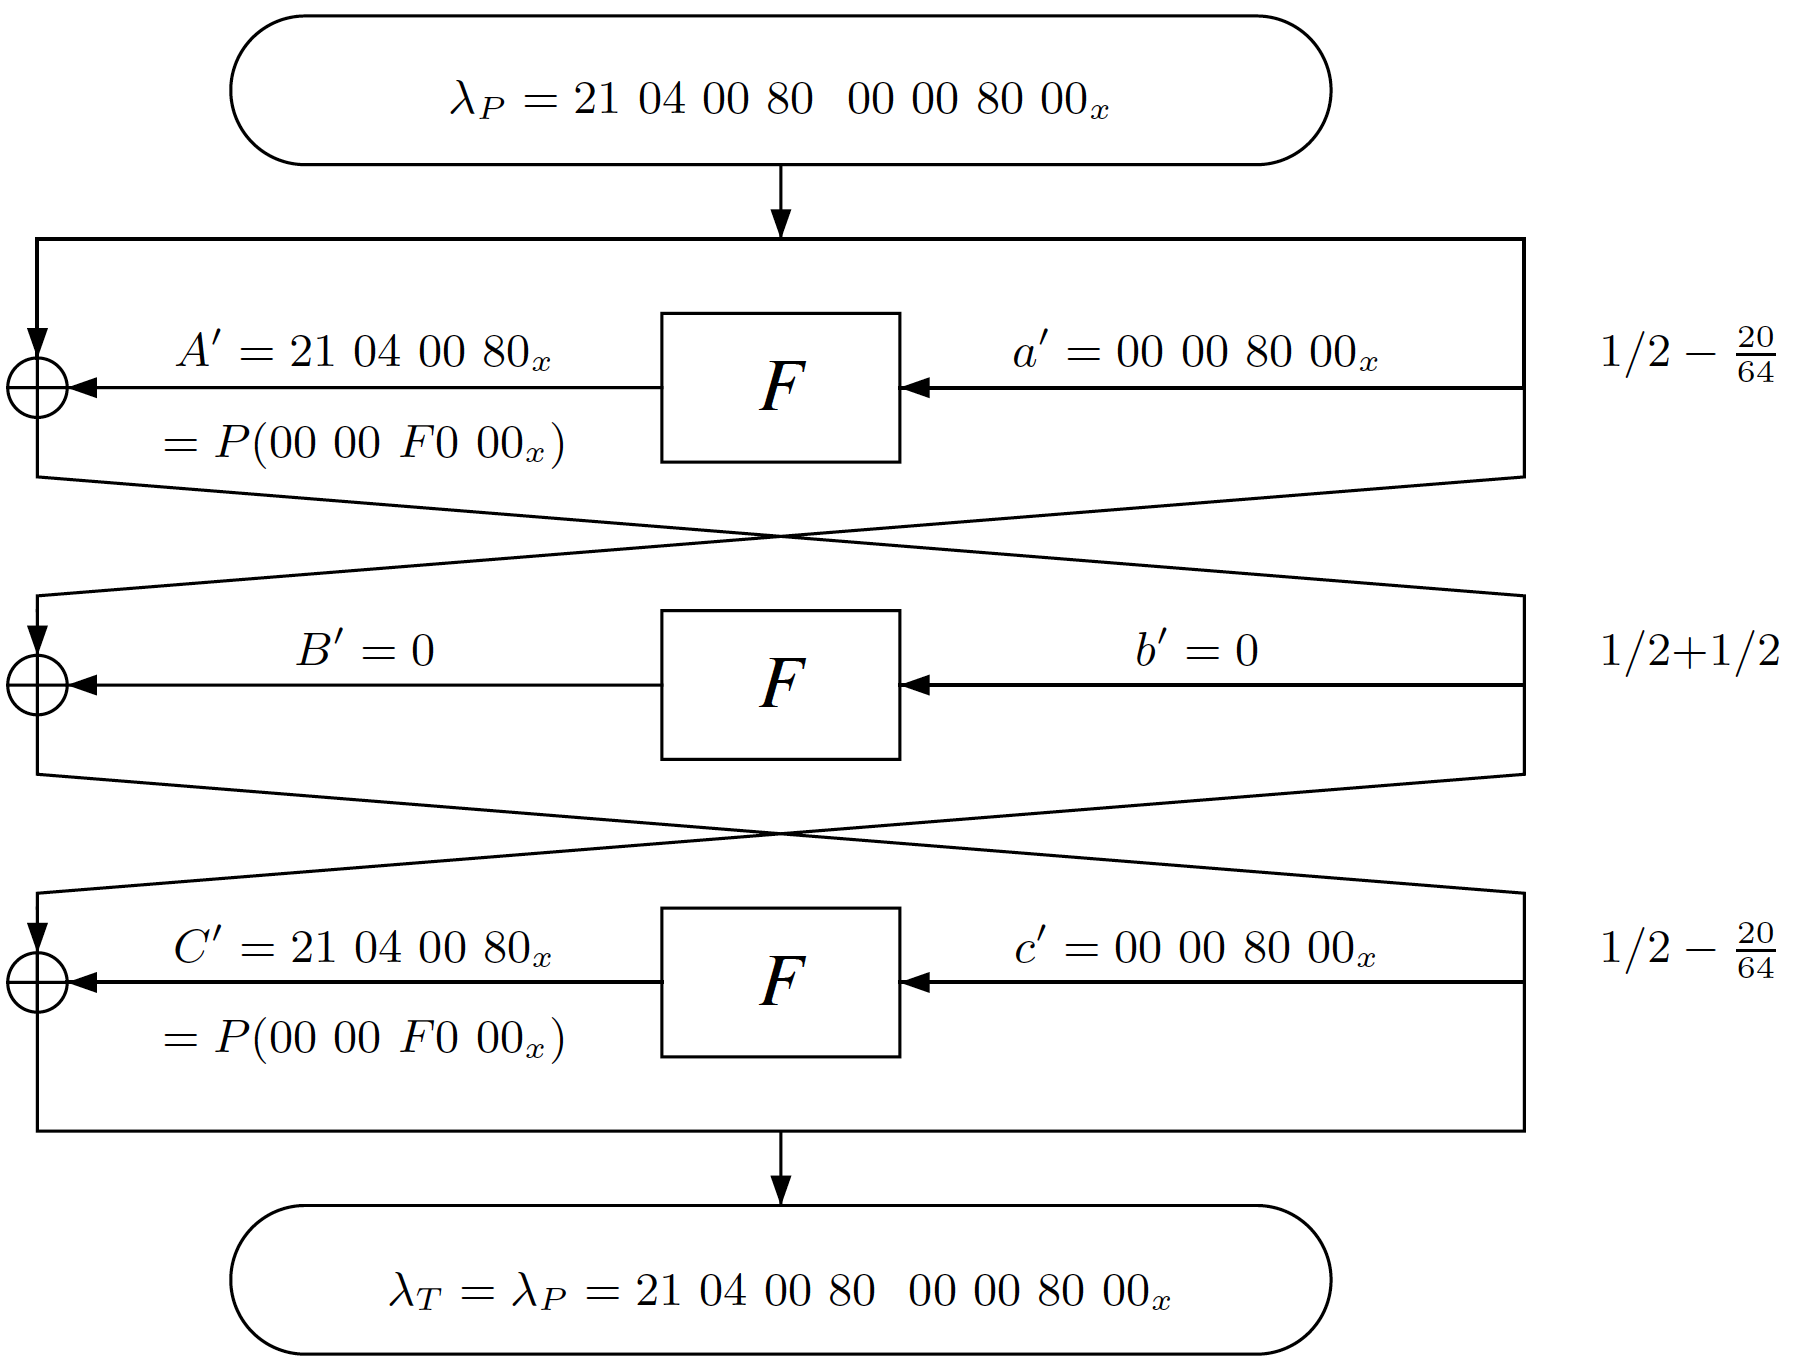 λ_P = 21 04 00 80  00 00 80 00_x
A′ = 21 04 00 80_x
F
a′ = 00 00 80 00_x
1/2 − 20/64
= P(00 00 F0 00_x)
B′ = 0
F
b′ = 0
1/2+1/2
C′ = 21 04 00 80_x
F
c′ = 00 00 80 00_x
1/2 − 20/64
= P(00 00 F0 00_x)
λ_T = λ_P = 21 04 00 80  00 00 80 00_x